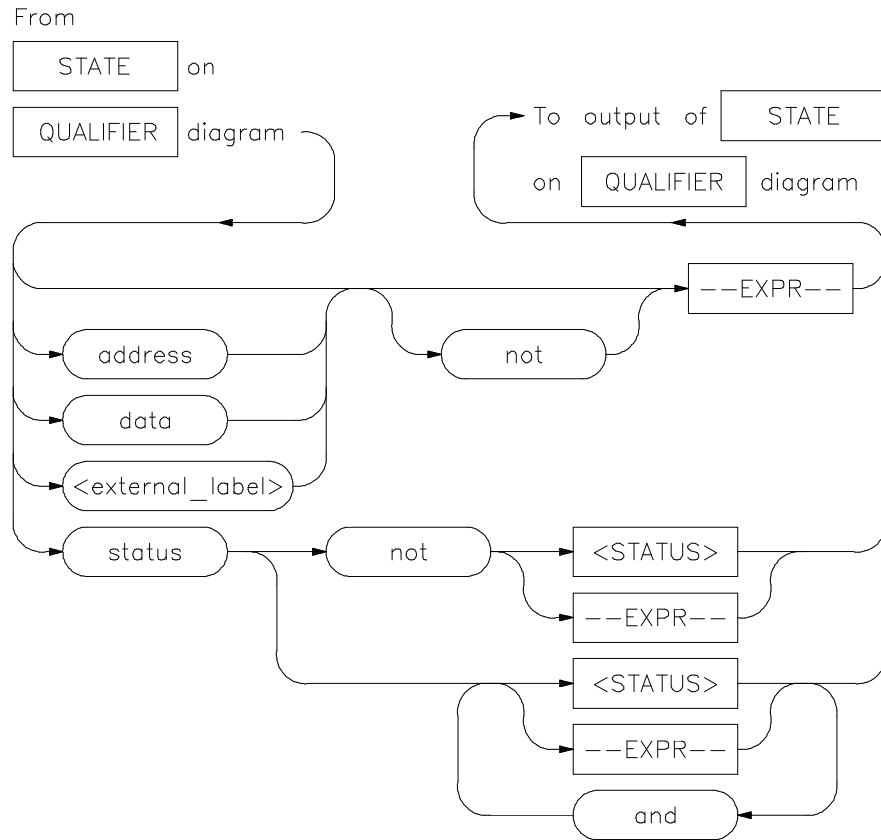 From
STATE on
QUALIFIER diagram
To output of STATE
on QUALIFIER diagram
--EXPR--
address
not
data
<external_label>
status
not
<STATUS>
--EXPR--
<STATUS>
--EXPR--
and